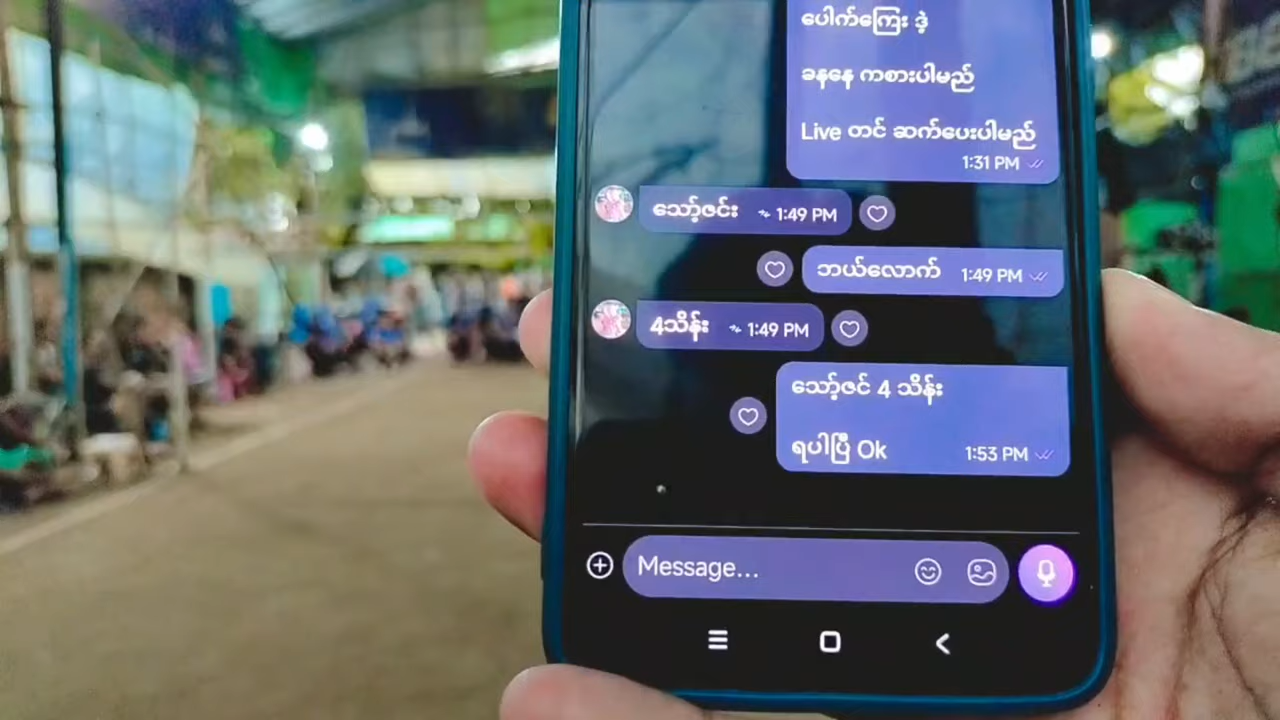 ပေါက်ကြေး ဒဲ့
ခနနေ ကစားပါမည်
Live တင် ဆက်ပေးပါမည်
1:31 PM
သော့်ဇင်း 1:49 PM
ဘယ်လောက် 1:49 PM
4သိန်း 1:49 PM
သော့်ဇင် 4 သိန်း
ရပါပြီ Ok 1:53 PM
Message...